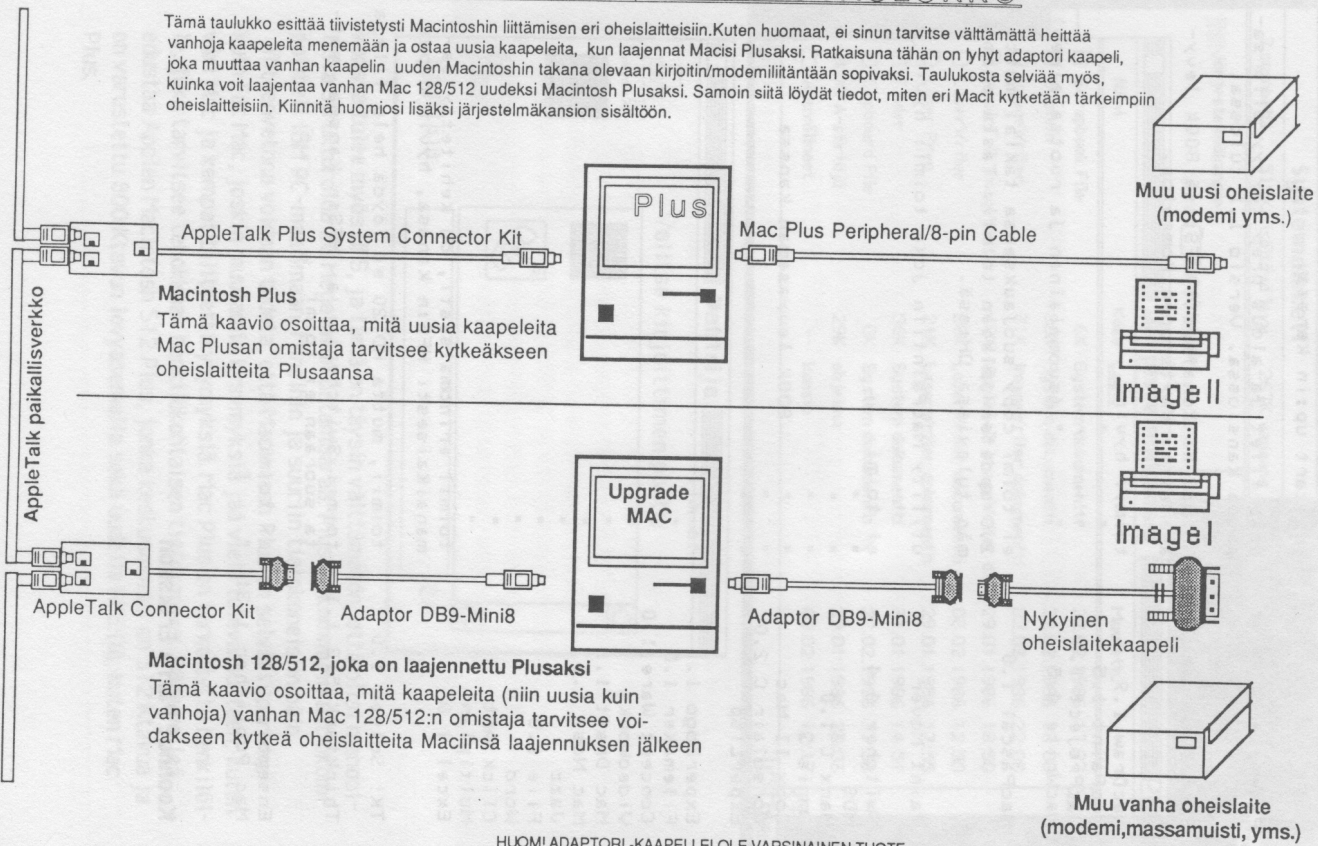 Tämä taulukko esittää tiivistetysti Macintoshin liittämisen eri oheislaitteisiin.Kuten huomaat, ei sinun tarvitse välttämättä heittää
vanhoja kaapeleita menemään ja ostaa uusia kaapeleita, kun laajennat Macisi Plusaksi. Ratkaisuna tähän on lyhyt adaptori kaapeli,
joka muuttaa vanhan kaapelin uuden Macintoshin takana olevaan kirjoitin/modemiliitäntään sopivaksi. Taulukosta selviää myös,
kuinka voit laajentaa vanhan Mac 128/512 uudeksi Macintosh Plusaksi. Samoin siitä löydät tiedot, miten eri Macit kytketään tärkeimpiin
oheislaitteisiin. Kiinnitä huomiosi lisäksi järjestelmäkansion sisältöön.
Muu uusi oheislaite
(modemi yms.)
AppleTalk Plus System Connector Kit
Plus
Mac Plus Peripheral/8-pin Cable
Macintosh Plus
Tämä kaavio osoittaa, mitä uusia kaapeleita
Mac Plusan omistaja tarvitsee kytkeäkseen
oheislaitteita Plusaansa
ImageII
AppleTalk paikallisverkko
Upgrade
MAC
ImageI
AppleTalk Connector Kit
Adaptor DB9-Mini8
Adaptor DB9-Mini8
Nykyinen
oheislaitekaapeli
Macintosh 128/512, joka on laajennettu Plusaksi
Tämä kaavio osoittaa, mitä kaapeleita (niin uusia kuin
vanhoja) vanhan Mac 128/512:n omistaja tarvitsee voi-
dakseen kytkeä oheislaitteita Maciinsä laajennuksen jälkeen
Muu vanha oheislaite
(modemi,massamuisti, yms.)
HUOM! ADAPTORI -KAAPELI EI OLE VARSINAINEN TUOTE